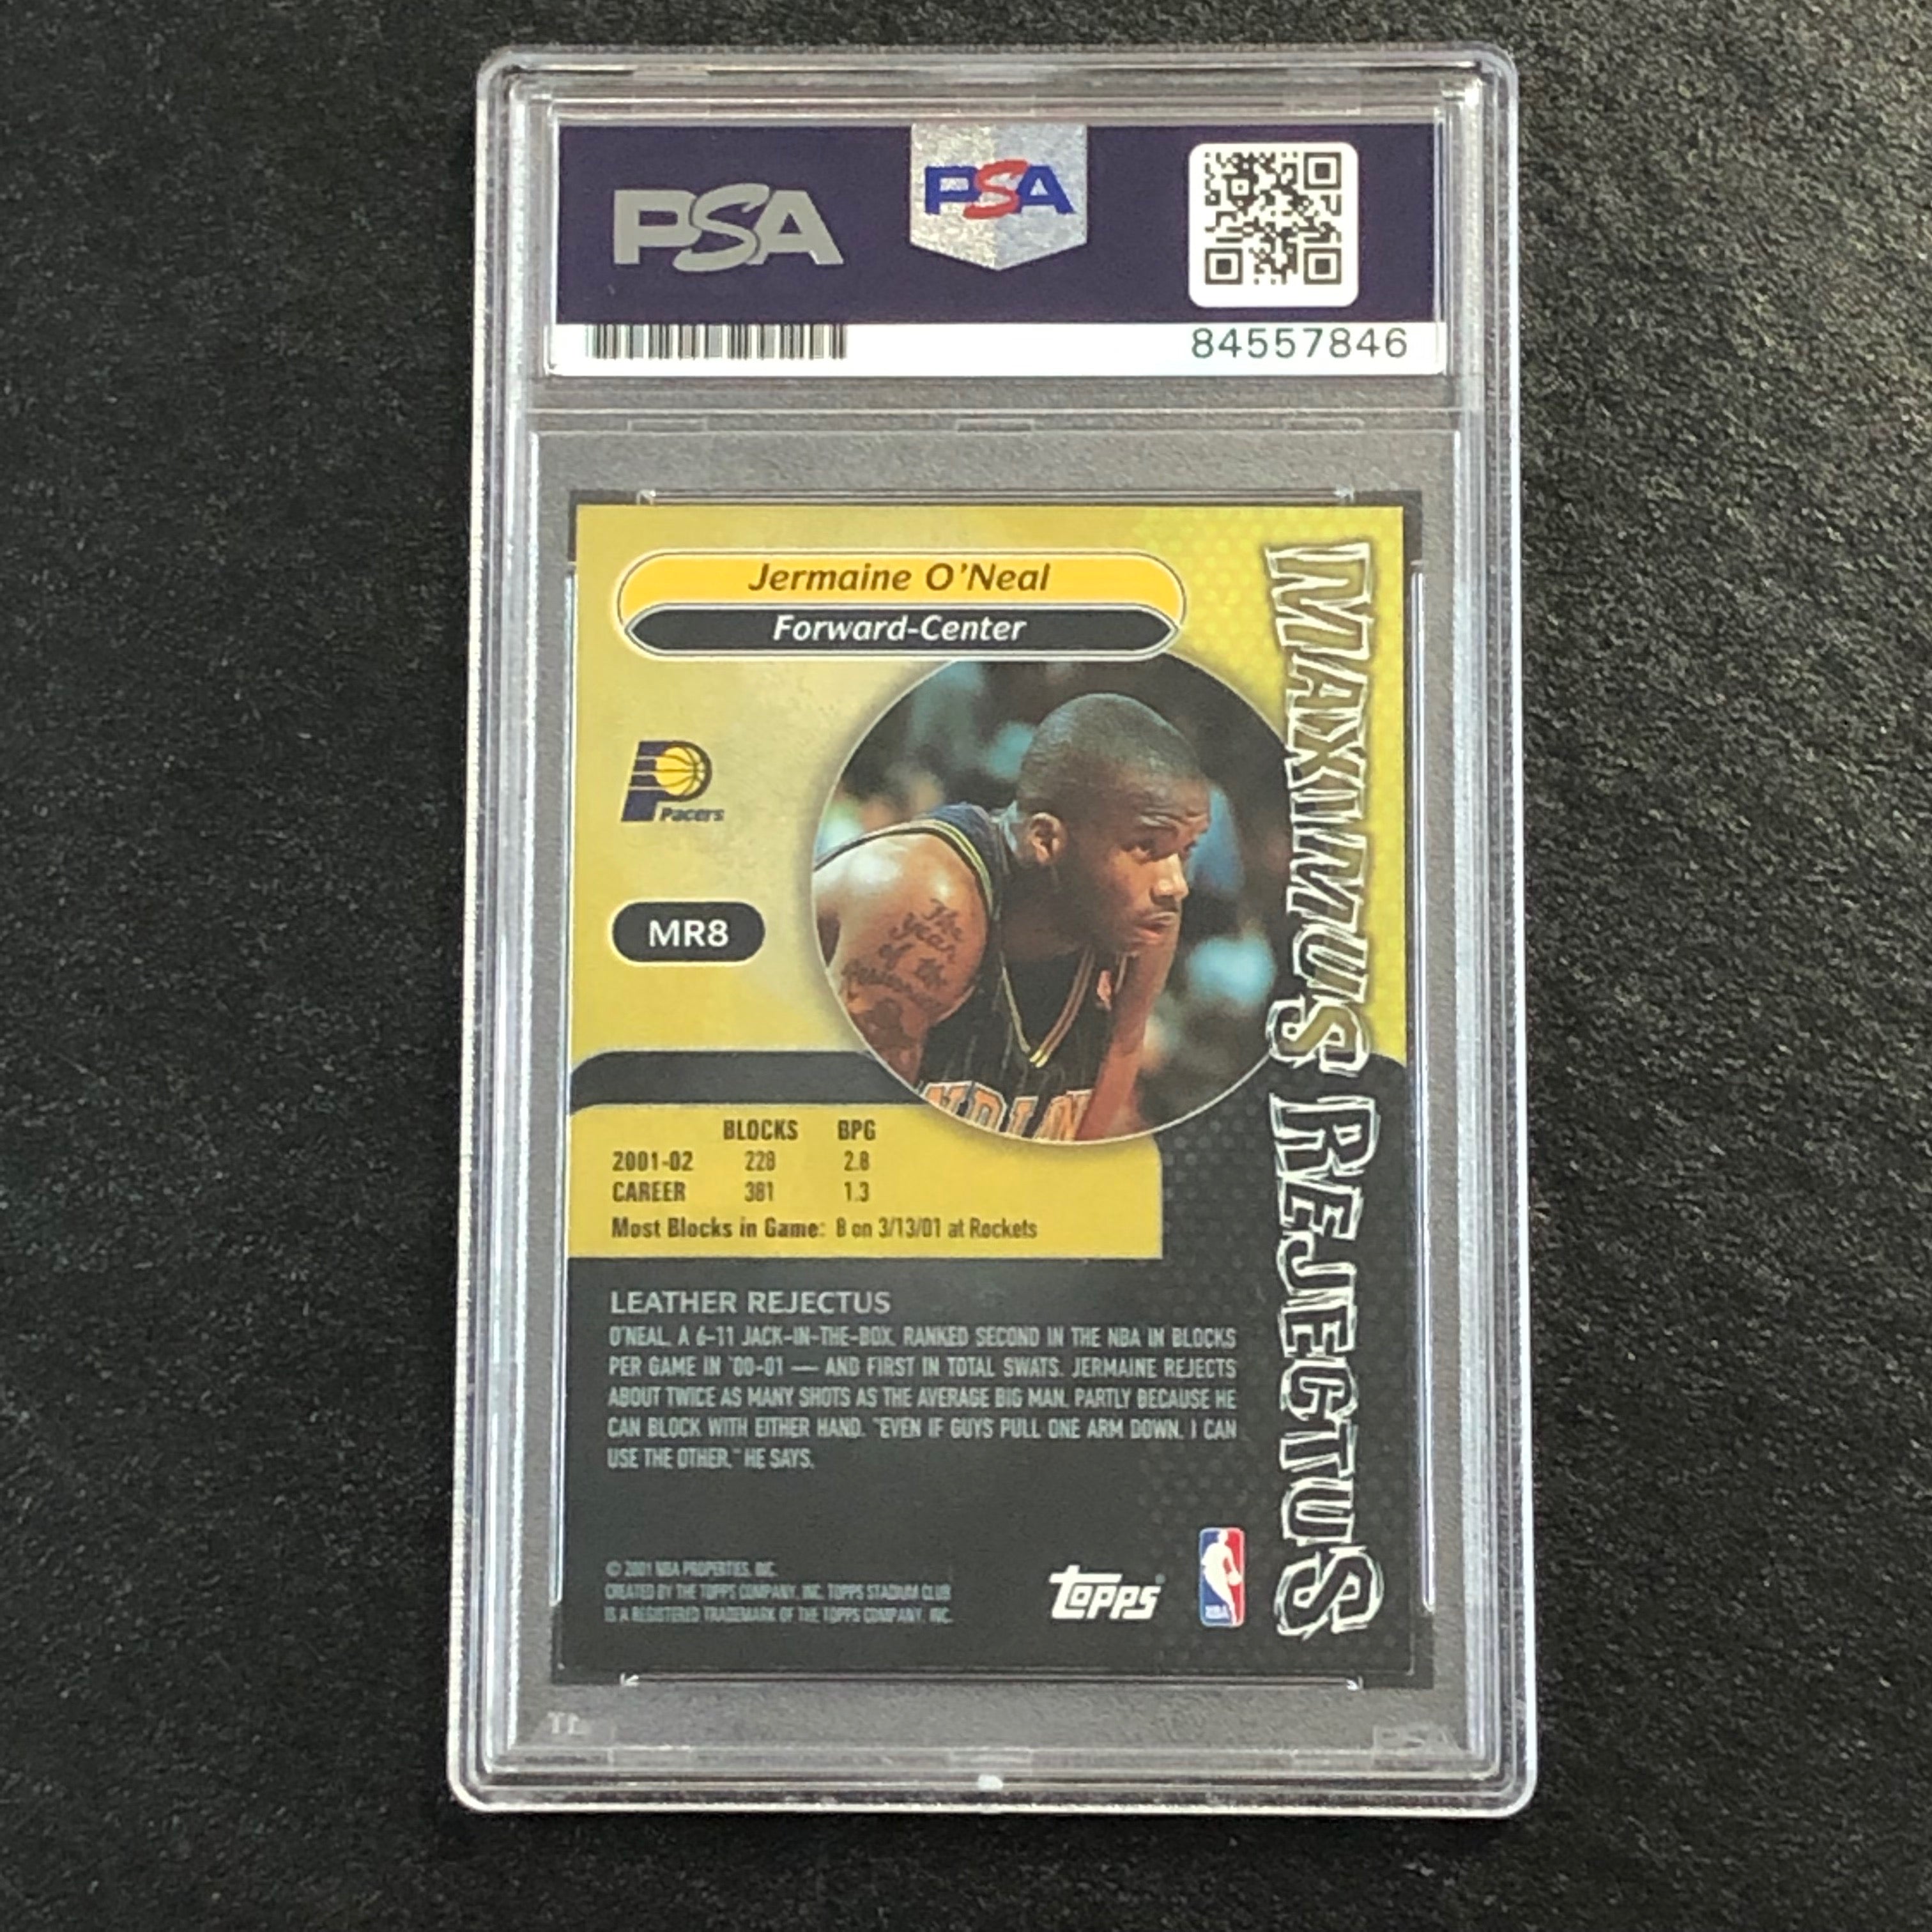 PSA
PSA
84557846
Jermaine O'Neal
Forward-Center
Pacers
MR8
MAXIMUS REJECTUS
The
Year
of the
INDIAN
BLOCKS BPG
2001-02 228 2.8
CAREER 381 1.3
Most Blocks in Game: 8 on 3/13/01 at Rockets
LEATHER REJECTUS
O'NEAL, A 6-11 JACK-IN-THE-BOX, RANKED SECOND IN THE NBA IN BLOCKS
PER GAME IN '00-01 — AND FIRST IN TOTAL SWATS. JERMAINE REJECTS
ABOUT TWICE AS MANY SHOTS AS THE AVERAGE BIG MAN, PARTLY BECAUSE HE
CAN BLOCK WITH EITHER HAND. "EVEN IF GUYS PULL ONE ARM DOWN, I CAN
USE THE OTHER," HE SAYS.
© 2001 NBA PROPERTIES, INC.
CREATED BY THE TOPPS COMPANY, INC. TOPPS STADIUM CLUB
IS A REGISTERED TRADEMARK OF THE TOPPS COMPANY, INC.
Topps
NBA
PSA